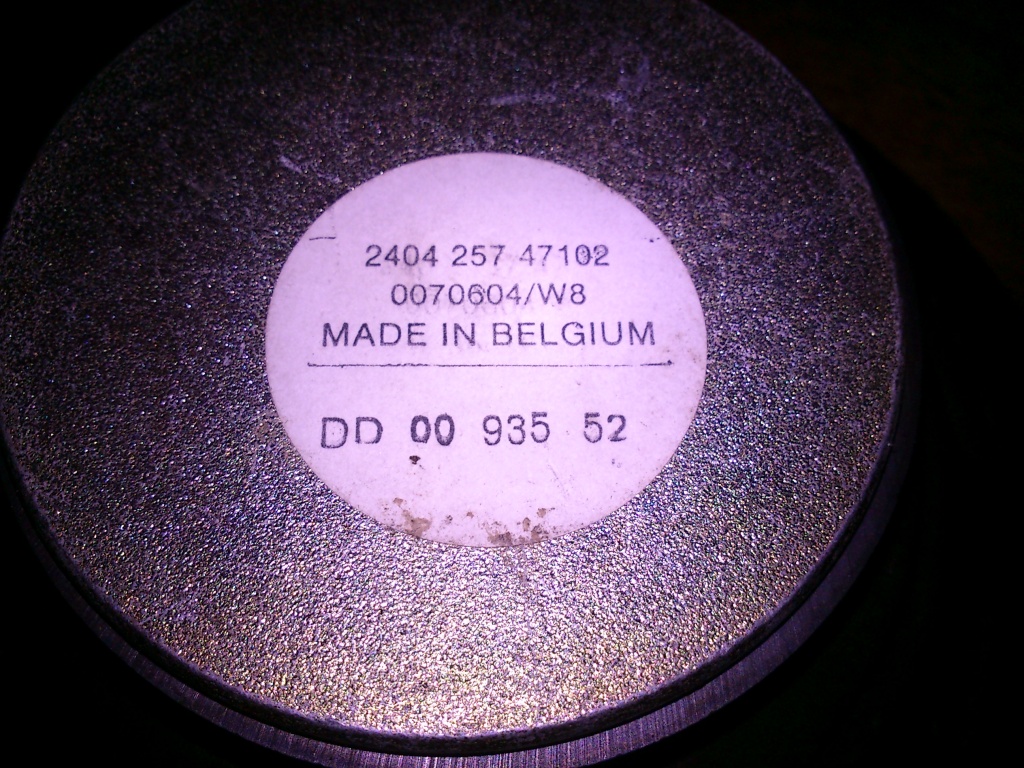 2404 257 47102
0070604/W8
MADE IN BELGIUM
DD 00 935 52